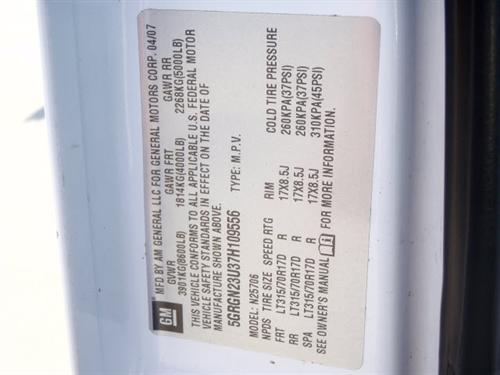 GM
MFD BY AM GENERAL LLC FOR GENERAL MOTORS CORP. 04/07
GVWR GAWR FRT GAWR RR
3901KG(8600LB) 1814KG(4000LB) 2268KG(5000LB)
THIS VEHICLE CONFORMS TO ALL APPLICABLE U.S. FEDERAL MOTOR
VEHICLE SAFETY STANDARDS IN EFFECT ON THE DATE OF
MANUFACTURE SHOWN ABOVE.
5GRGN23U37H109556 TYPE: M.P.V.
MODEL: N25706
NPDS TIRE SIZE SPEED RTG RIM COLD TIRE PRESSURE
FRT LT315/70R17D R 17X8.5J 260KPA(37PSI)
RR LT315/70R17D R 17X8.5J 260KPA(37PSI)
SPA LT315/70R17D R 17X8.5J 310KPA(45PSI)
SEE OWNER'S MANUAL FOR MORE INFORMATION.